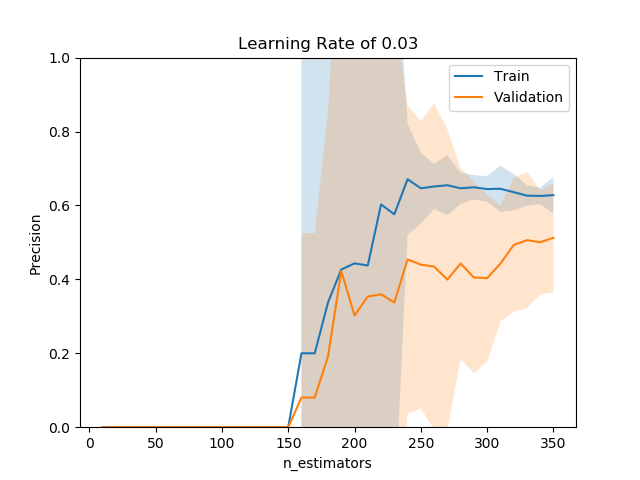 Learning Rate of 0.03
Train
Validation
Precision
1.0
0.8
0.6
0.4
0.2
0.0
0 50 100 150 200 250 300 350
n_estimators